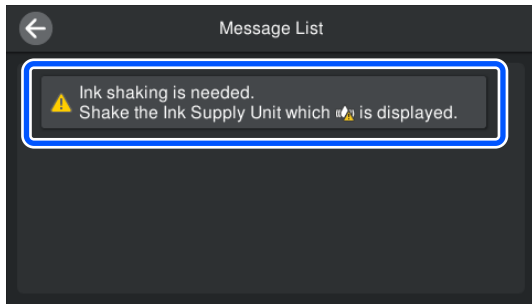 Message List
Ink shaking is needed.
Shake the Ink Supply Unit which is displayed.